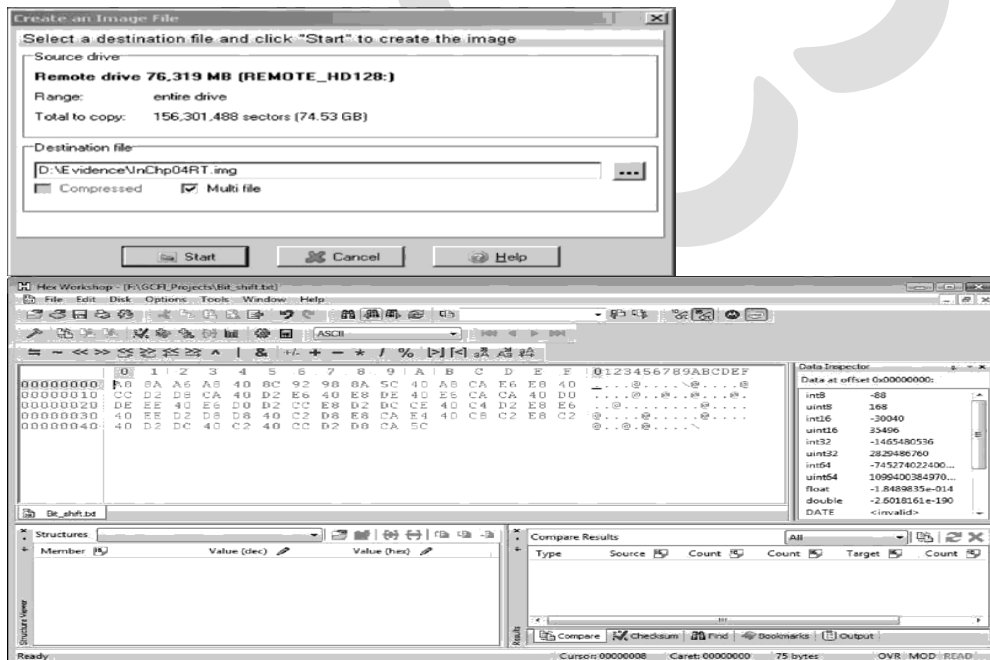 Create an Image File
Select a destination file and click "Start" to create the image
Source drive
Remote drive 76,319 MB (REMOTE_HD128:)
Range: entire drive
Total to copy: 156,301,488 sectors (74.53 GB)
Destination file
D:\Evidence\InChp04RT.img
...
Compressed Multi file
Start Cancel Help
Hex Workshop - [F:\GCFI_Projects\Bit_shift.txt]
File Edit Disk Options Tools Window Help
ASCII
0 1 2 3 4 5 6 7 8 9 A B C D E F 0123456789ABCDEF
00000000 A8 8A A6 A8 40 8C 92 98 8A 5C 40 A8 CA E6 E8 40
00000010 CC D2 D8 CA 40 D2 E6 40 E8 DE 40 E6 CA CA 40 D0
00000020 DE EE 40 E6 D0 D2 CC E8 D2 DC CE 40 C4 D2 E8 E6
00000030 40 EE D2 D8 D8 40 C2 D8 E8 CA E4 40 C8 C2 E8 C2
00000040 40 D2 DC 40 C2 40 CC D2 D8 CA 5C
Data Inspector
Data at offset 0x00000000:
int8 -88
uint8 168
int16 -30040
uint16 35496
int32 -1465480536
uint32 2829486760
int64 -745274022400...
uint64 1099400384970...
float -1.8489835e-014
double -2.6018161e-190
DATE <invalid>
Bit_shift.txt
Structures
Member Value (dec) Value (hex)
Structure Viewer
Compare Results All
Type Source Count Count Target Count
Results
Compare Checksum Find Bookmarks Output
Ready Cursor: 00000008 Caret: 00000000 75 bytes OVR MOD READ